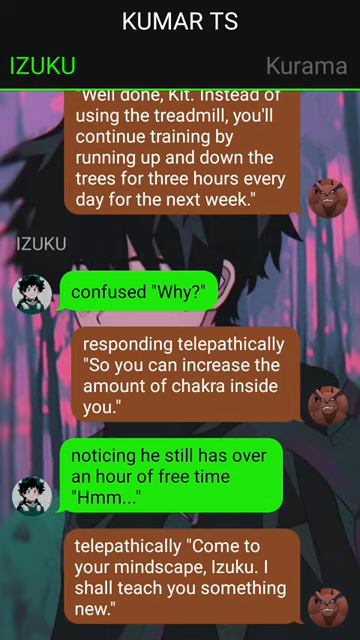 KUMAR TS
IZUKU Kurama
"Well done, Kit. Instead of
using the treadmill, you'll
continue training by
running up and down the
trees for three hours every
day for the next week."
IZUKU
confused "Why?"
responding telepathically
"So you can increase the
amount of chakra inside
you."
noticing he still has over
an hour of free time
"Hmm..."
telepathically "Come to
your mindscape, Izuku. I
shall teach you something
new."